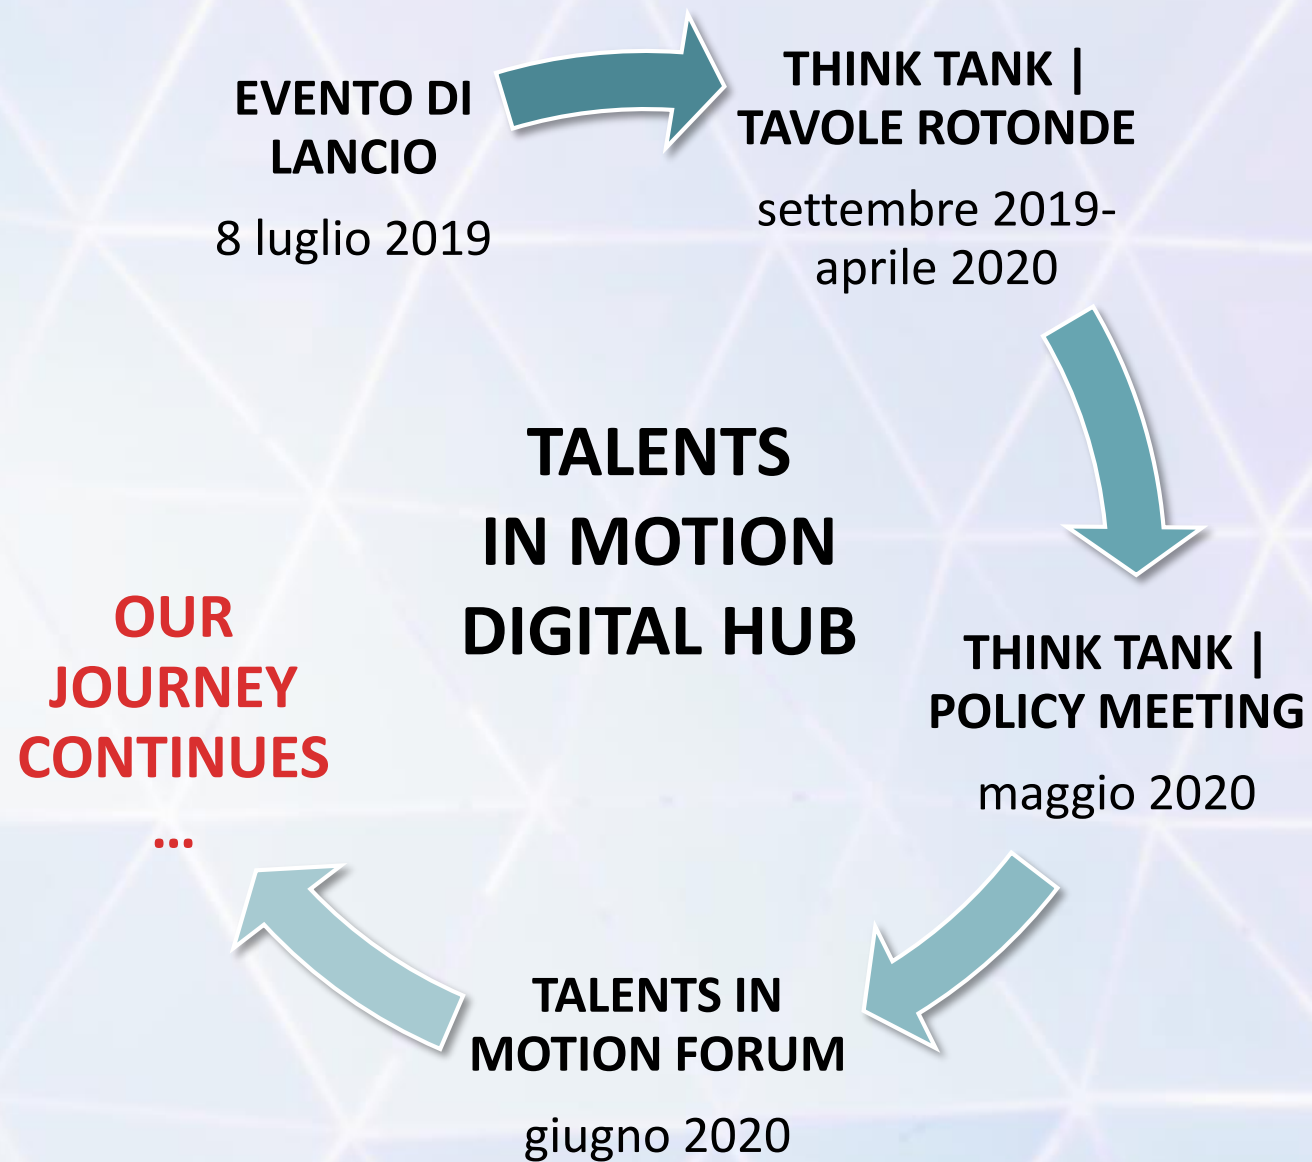 EVENTO DI
LANCIO
8 luglio 2019
THINK TANK |
TAVOLE ROTONDE
settembre 2019-
aprile 2020
TALENTS
IN MOTION
DIGITAL HUB
THINK TANK |
POLICY MEETING
maggio 2020
TALENTS IN
MOTION FORUM
giugno 2020
OUR
JOURNEY
CONTINUES
...